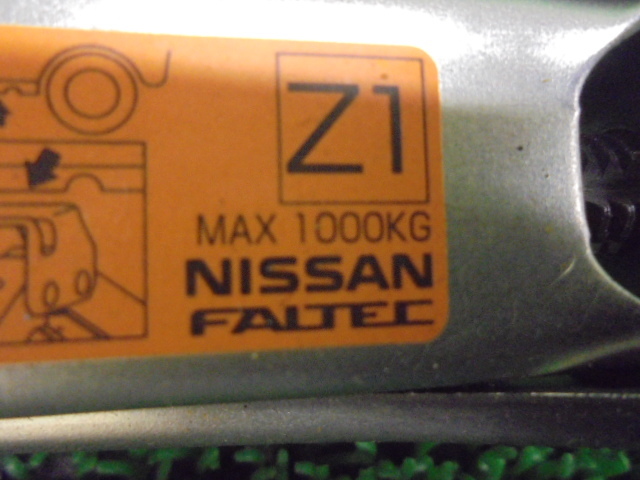 Z1
MAX 1000KG
NISSAN
FALTEC